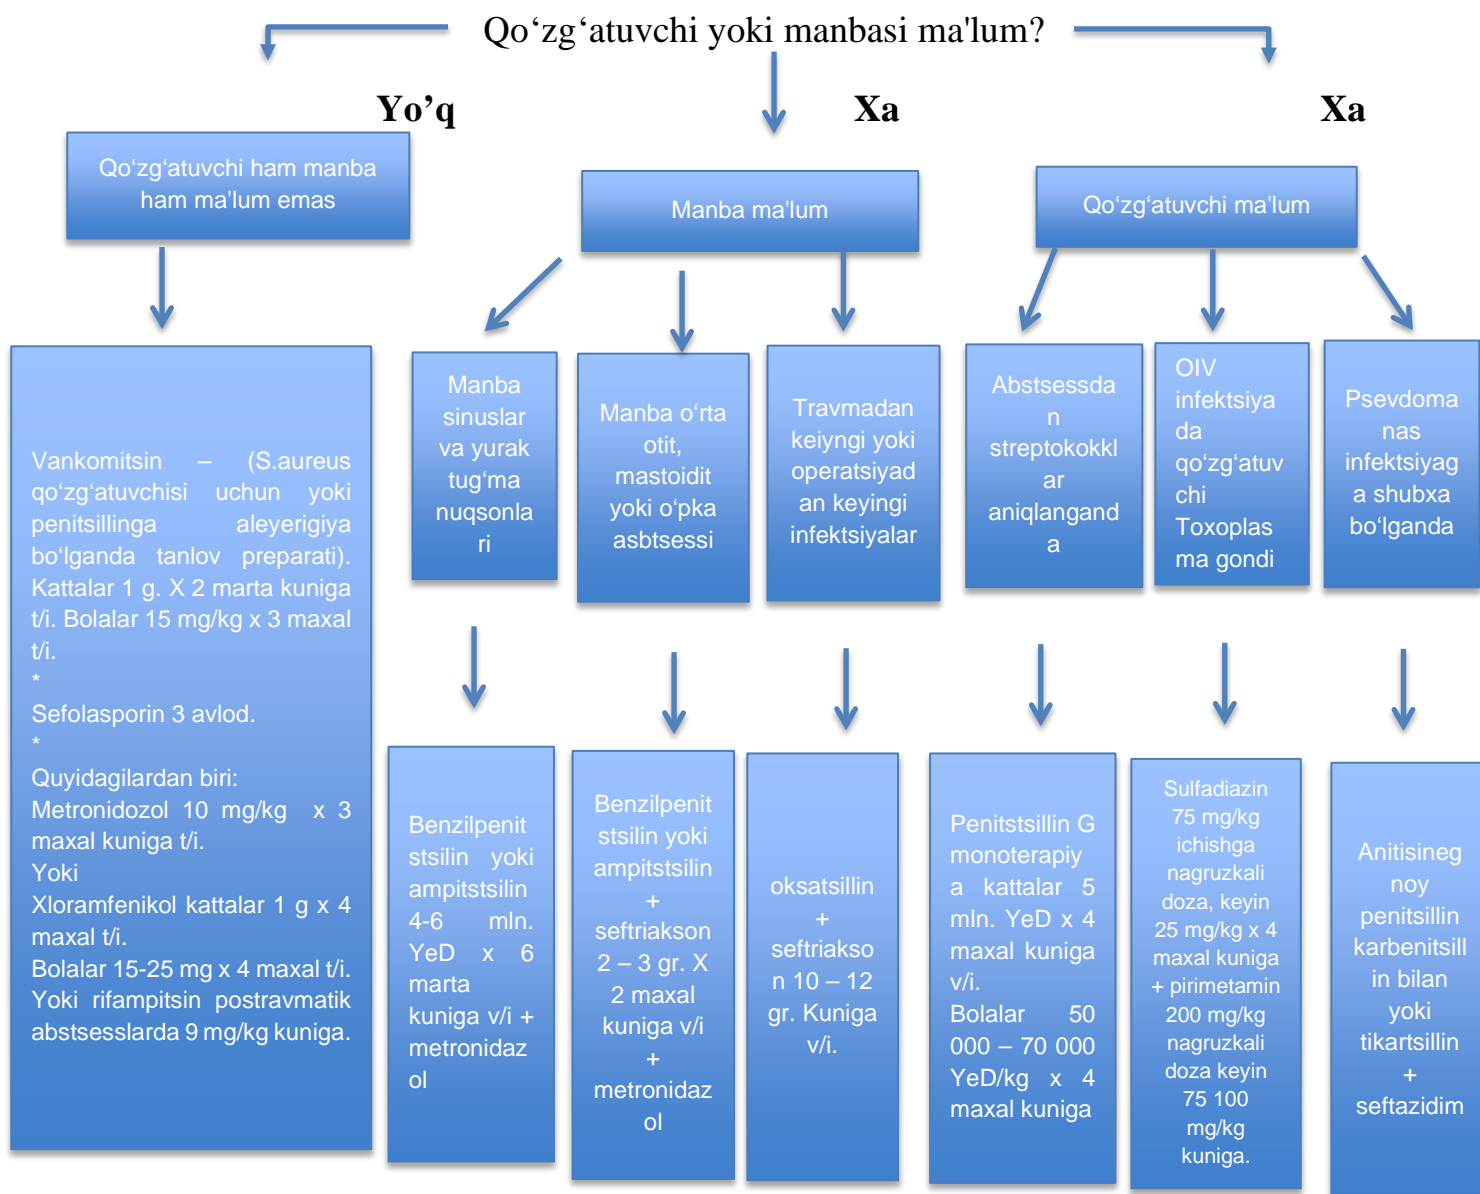 Qo‘zg‘atuvchi yoki manbasi ma'lum?
Yo’q
Xa
Xa
Qo‘zg‘atuvchi ham manba
ham ma'lum emas
Manba ma'lum
Qo‘zg‘atuvchi ma'lum
Vankomitsin – (S.aureus
qo‘zg‘atuvchisi uchun yoki
penitsillinga aleyerigiya
bo‘lganda tanlov preparati).
Kattalar 1 g. X 2 marta kuniga
t/i. Bolalar 15 mg/kg x 3 maxal
t/i.
*
Sefolasporin 3 avlod.
*
Quyidagilardan biri:
Metronidozol 10 mg/kg x 3
maxal kuniga t/i.
Yoki
Xloramfenikol kattalar 1 g x 4
maxal t/i.
Bolalar 15-25 mg x 4 maxal t/i.
Yoki rifampitsin postravmatik
abstsesslarda 9 mg/kg kuniga.
Manba
sinuslar
va yurak
tug‘ma
nuqsonla
ri
Manba o‘rta
otit,
mastoidit
yoki o‘pka
asbtsessi
Travmadan
keiyngi yoki
operatsiyad
an keyingi
infektsiyalar
Abstsessda
n
streptokokkl
ar
aniqlangand
a
OIV
infektsiya
da
qo‘zg‘atuv
chi
Toxoplas
ma gondi
Psevdoma
nas
infektsiyag
a shubxa
bo‘lganda
Benzilpenit
stsilin yoki
ampitstsilin
4-6 mln.
YeD x 6
marta
kuniga v/i +
metronidaz
ol
Benzilpenit
stsilin yoki
ampitstsilin
+
seftriakson
2 – 3 gr. X
2 maxal
kuniga v/i
+
metronidaz
ol
oksatsillin
+
seftriakso
n 10 – 12
gr. Kuniga
v/i.
Penitstsillin G
monoterapiy
a kattalar 5
mln. YeD x 4
maxal kuniga
v/i.
Bolalar 50
000 – 70 000
YeD/kg x 4
maxal kuniga
Sulfadiazin
75 mg/kg
ichishga
nagruzkali
doza, keyin
25 mg/kg x 4
maxal kuniga
+ pirimetamin
200 mg/kg
nagruzkali
doza keyin
75 100
mg/kg
kuniga.
Anitisineg
noy
penitsillin
karbenitsill
in bilan
yoki
tikartsillin
+
seftazidim